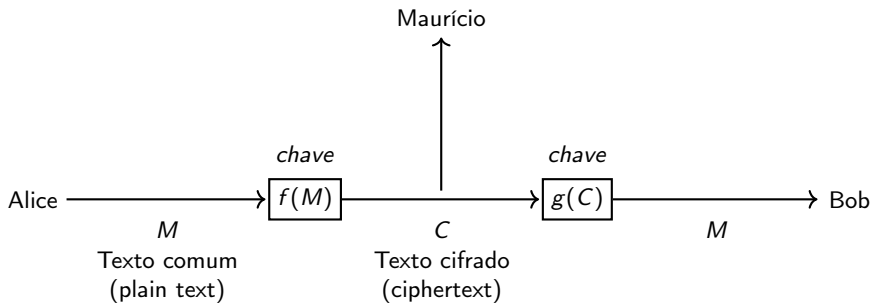 Maurício
chave
chave
Alice
f(M)
g(C)
Bob
M
C
M
Texto comum
Texto cifrado
(plain text)
(ciphertext)